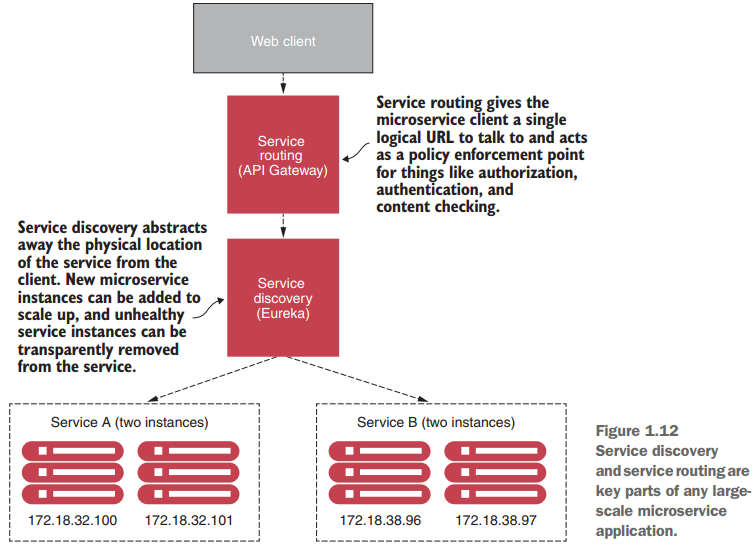 Web client
Service
routing
(API Gateway)
Service routing gives the
microservice client a single
logical URL to talk to and acts
as a policy enforcement point
for things like authorization,
authentication, and
content checking.
Service discovery abstracts
away the physical location
of the service from the
client. New microservice
instances can be added to
scale up, and unhealthy
service instances can be
transparently removed
from the service.
Service
discovery
(Eureka)
Service A (two instances)
172.18.32.100
172.18.32.101
Service B (two instances)
172.18.38.96
172.18.38.97
Figure 1.12
Service discovery
and service routing are
key parts of any large-
scale microservice
application.